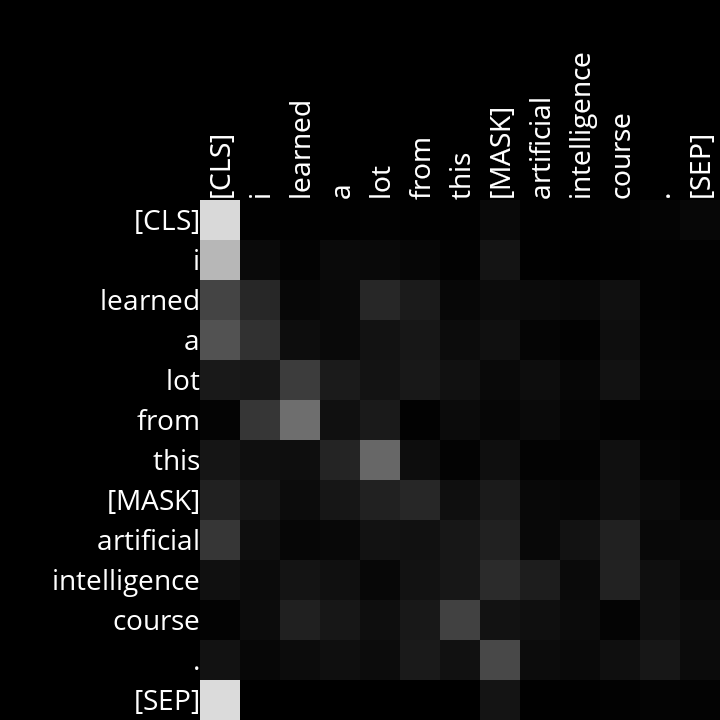 [CLS] i learned a lot from this [MASK] artificial intelligence course . [SEP]
[CLS]
i
learned
a
lot
from
this
[MASK]
artificial
intelligence
course
.
[SEP]